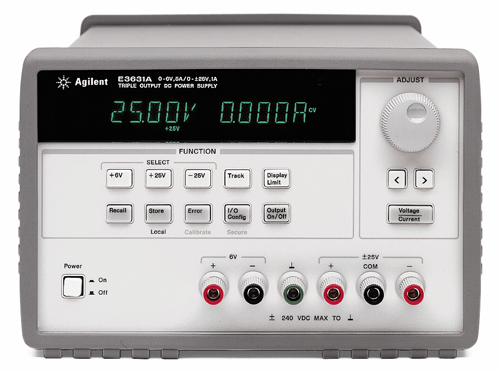 Agilent E3631A 0-6V,5A/0-±25V,1A
TRIPLE OUTPUT DC POWER SUPPLY
25.00V 0.000A CV
+25V
ADJUST
FUNCTION
SELECT
+6V +25V -25V Track Display Limit
Recall Store Error I/O Config Output On/Off
Local Calibrate Secure
< >
Voltage
Current
Power
On
Off
6V ±25V
+ - ⊥ + COM -
± 240 VDC MAX TO ⊥